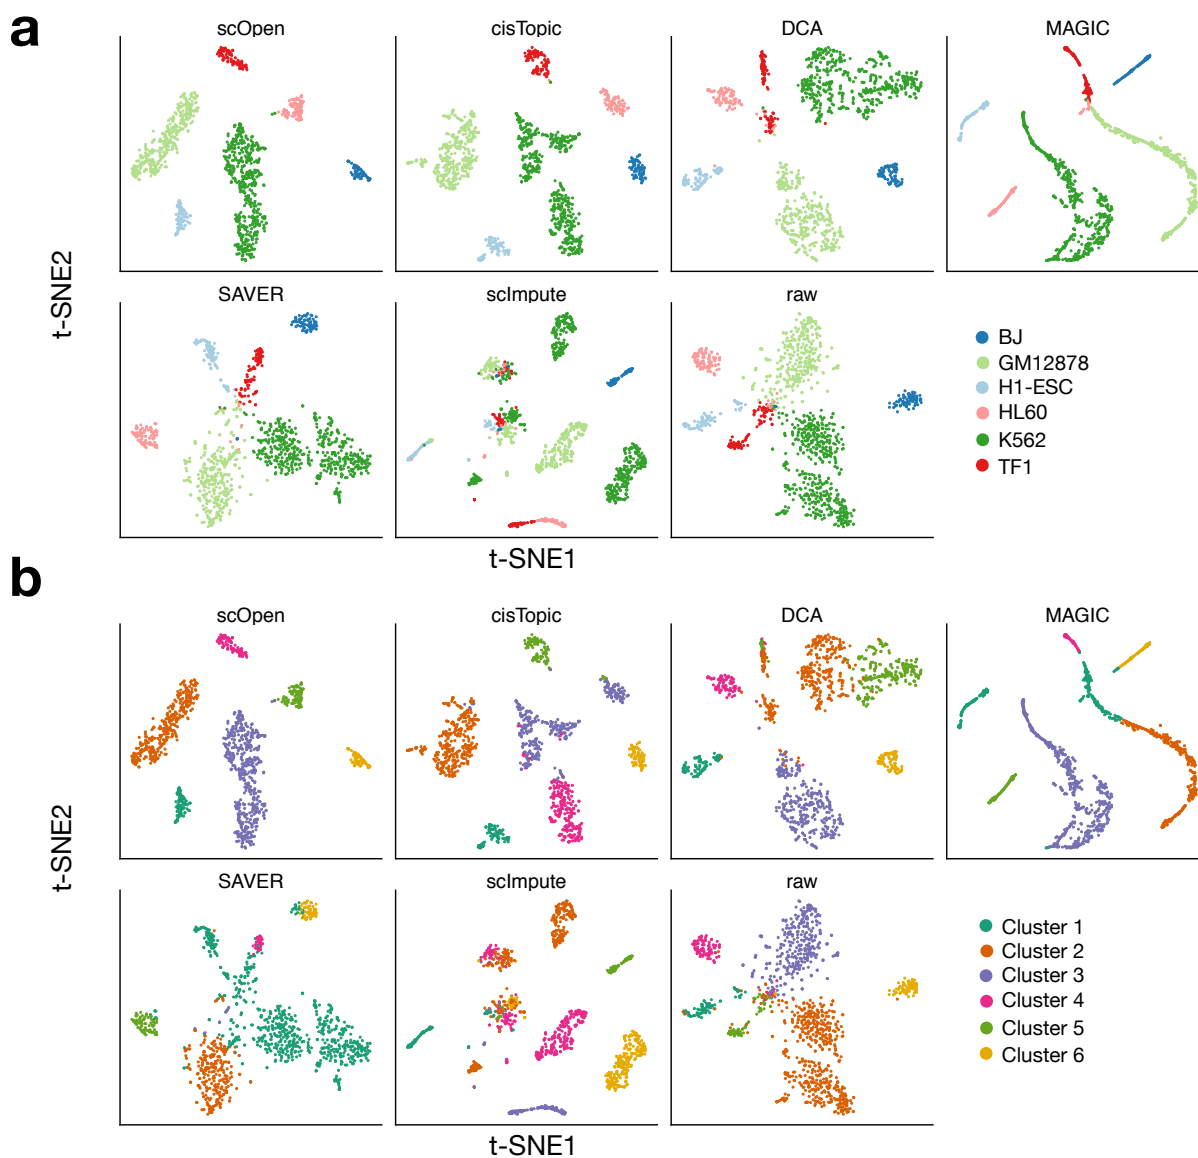 a
scOpen
cisTopic
DCA
MAGIC
t-SNE2
SAVER
scImpute
raw
BJ
GM12878
H1-ESC
HL60
K562
TF1
t-SNE1
b
scOpen
cisTopic
DCA
MAGIC
t-SNE2
SAVER
scImpute
raw
Cluster 1
Cluster 2
Cluster 3
Cluster 4
Cluster 5
Cluster 6
t-SNE1